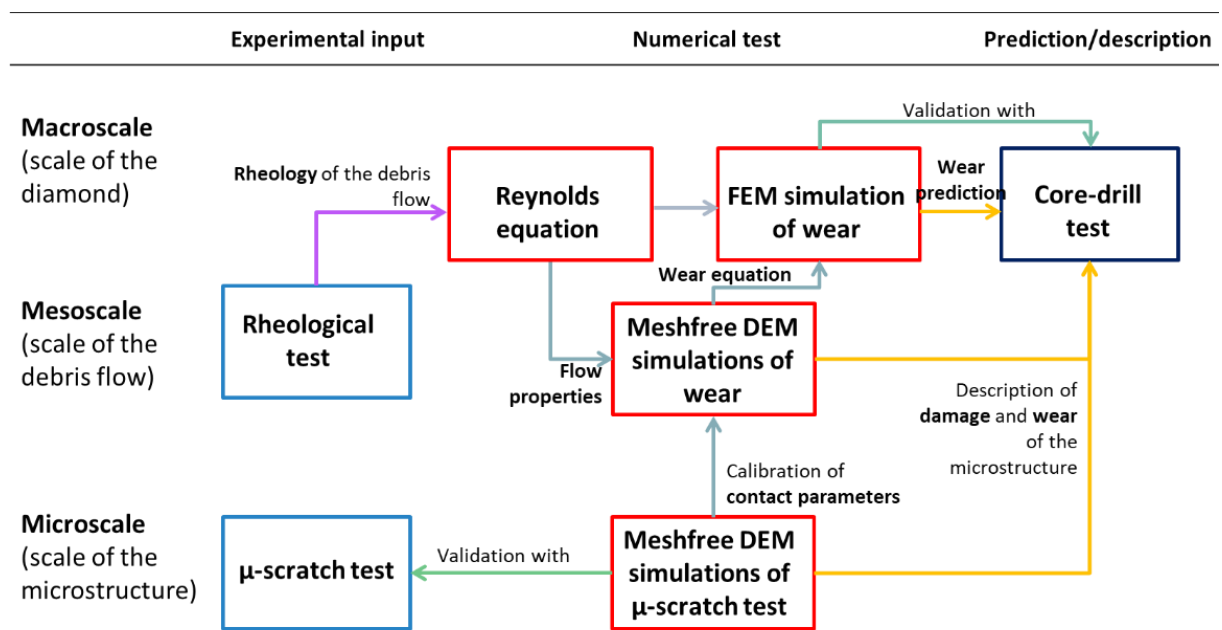 Experimental input
Numerical test
Prediction/description
Macroscale
(scale of the
diamond)
Rheology of the debris
flow
Reynolds
equation
FEM simulation
of wear
Validation with
Wear
prediction
Core-drill
test
Mesoscale
(scale of the
debris flow)
Rheological
test
Flow
properties
Wear equation
Meshfree DEM
simulations of
wear
Description of
damage and wear
of the
microstructure
Calibration of
contact parameters
Microscale
(scale of the
microstructure)
μ-scratch test
Validation with
Meshfree DEM
simulations of
μ-scratch test